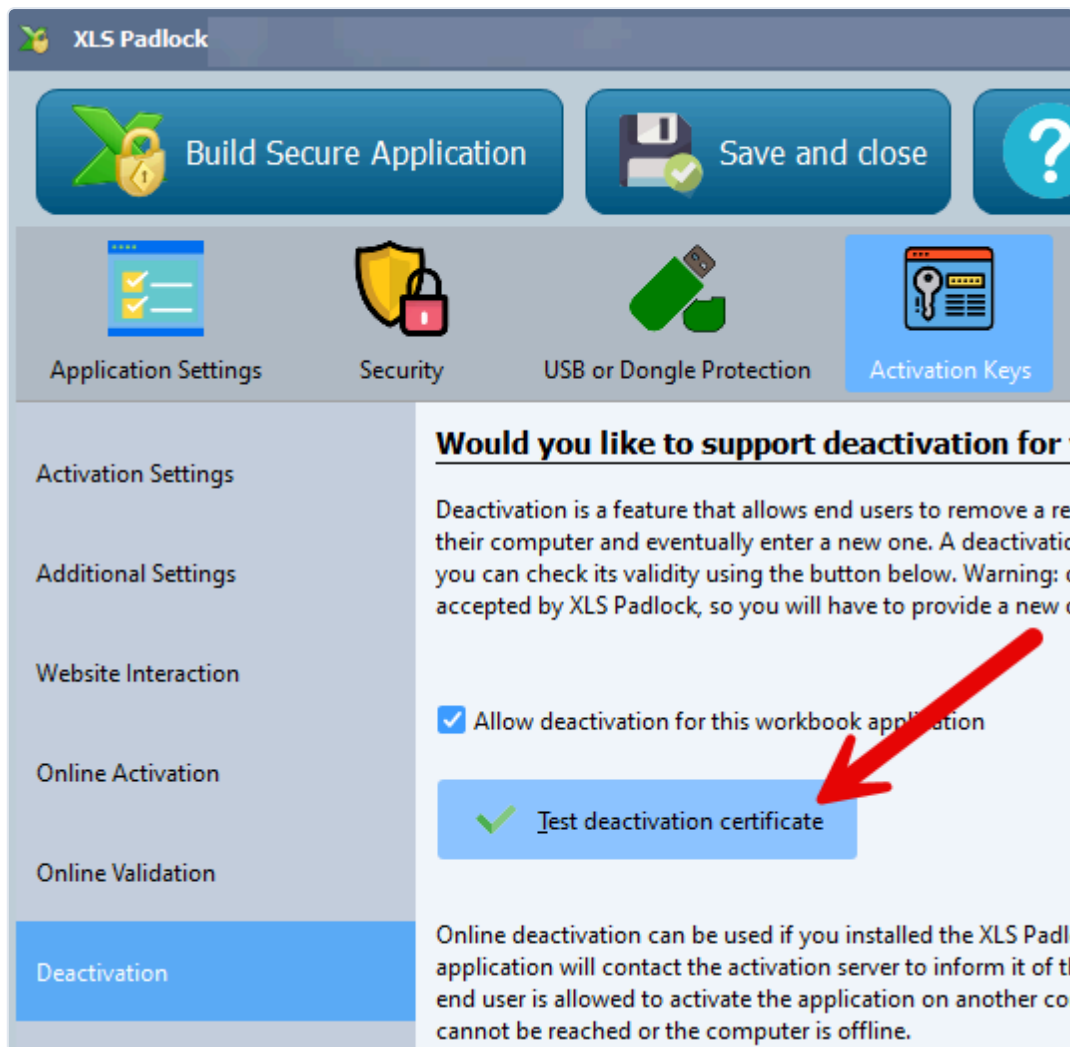 XLS Padlock
Build Secure Application
Save and close
Application Settings
Security
USB or Dongle Protection
Activation Keys
Activation Settings
Additional Settings
Website Interaction
Online Activation
Online Validation
Deactivation
Would you like to support deactivation for
Deactivation is a feature that allows end users to remove a re
their computer and eventually enter a new one. A deactivatio
you can check its validity using the button below. Warning:
accepted by XLS Padlock, so you will have to provide a new
Allow deactivation for this workbook application
Test deactivation certificate
Online deactivation can be used if you installed the XLS Padl
application will contact the activation server to inform it of t
end user is allowed to activate the application on another co
cannot be reached or the computer is offline.